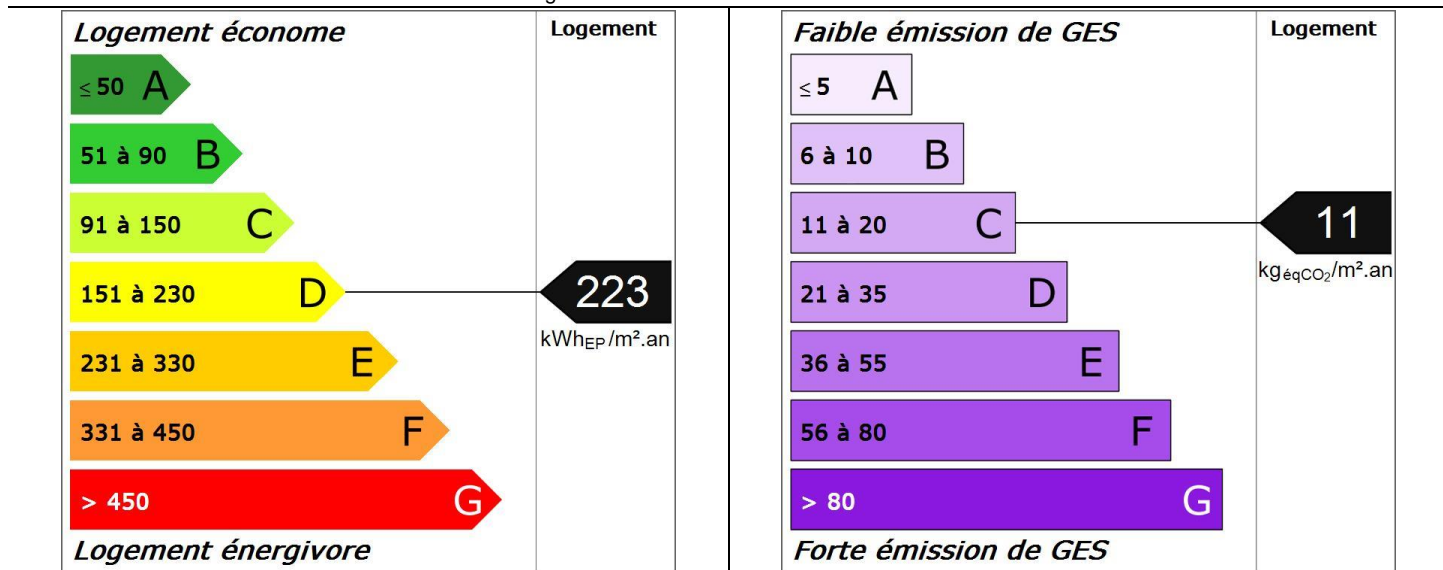 Logement économe
Logement
≤ 50 A
51 à 90 B
91 à 150 C
151 à 230 D
223
kWhEP/m².an
231 à 330 E
331 à 450 F
> 450 G
Logement énergivore
Faible émission de GES
Logement
≤ 5 A
6 à 10 B
11 à 20 C
11
kgéqCO₂/m².an
21 à 35 D
36 à 55 E
56 à 80 F
> 80 G
Forte émission de GES